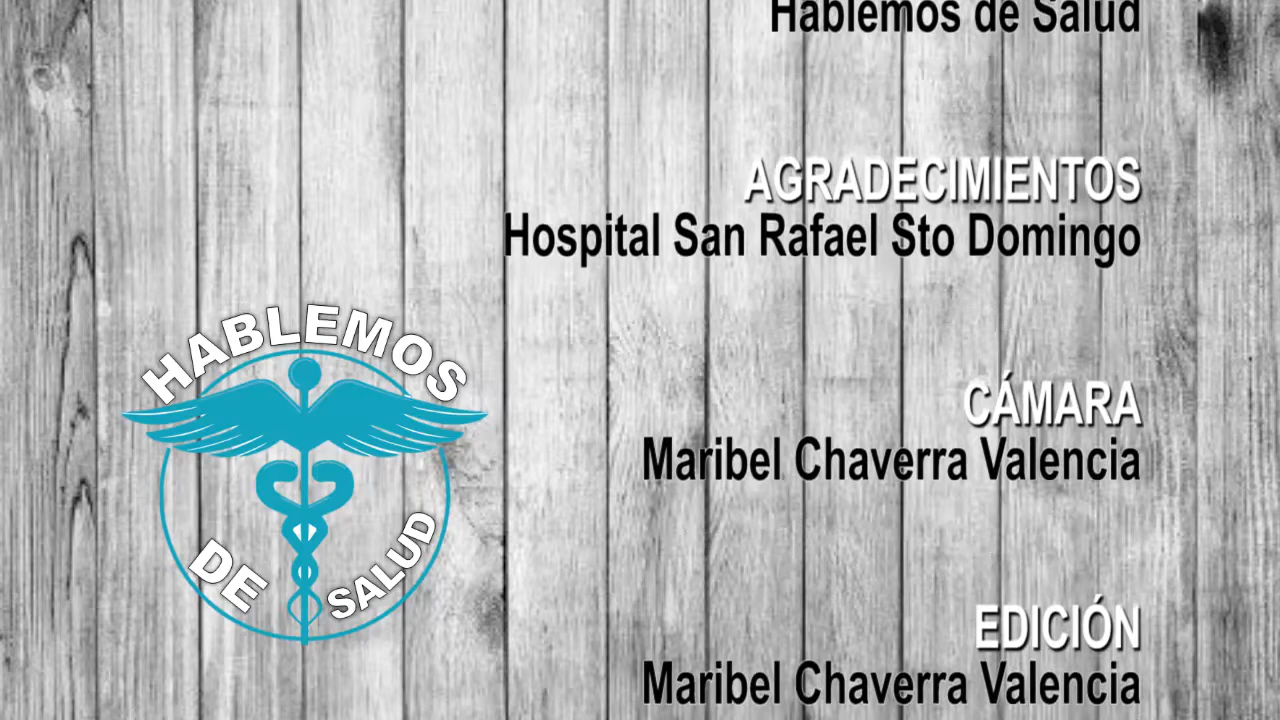 Hablemos de Salud
AGRADECIMIENTOS
Hospital San Rafael Sto Domingo
HABLEMOS
DE SALUD
CÁMARA
Maribel Chaverra Valencia
EDICIÓN
Maribel Chaverra Valencia